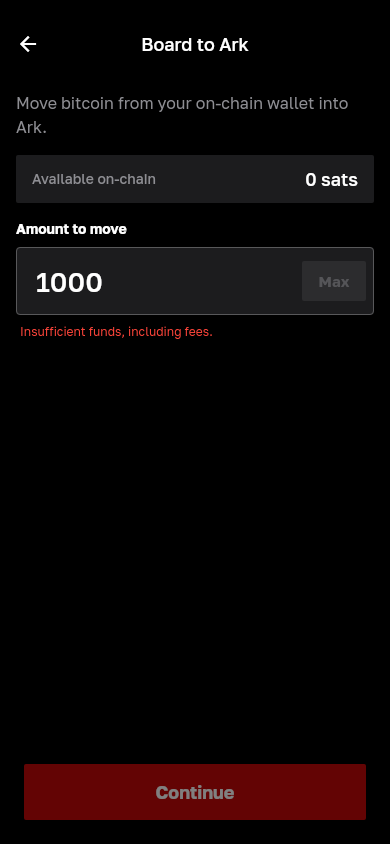 Board to Ark
Move bitcoin from your on-chain wallet into
Ark.
Available on-chain 0 sats
Amount to move
1000 Max
Insufficient funds, including fees.
Continue